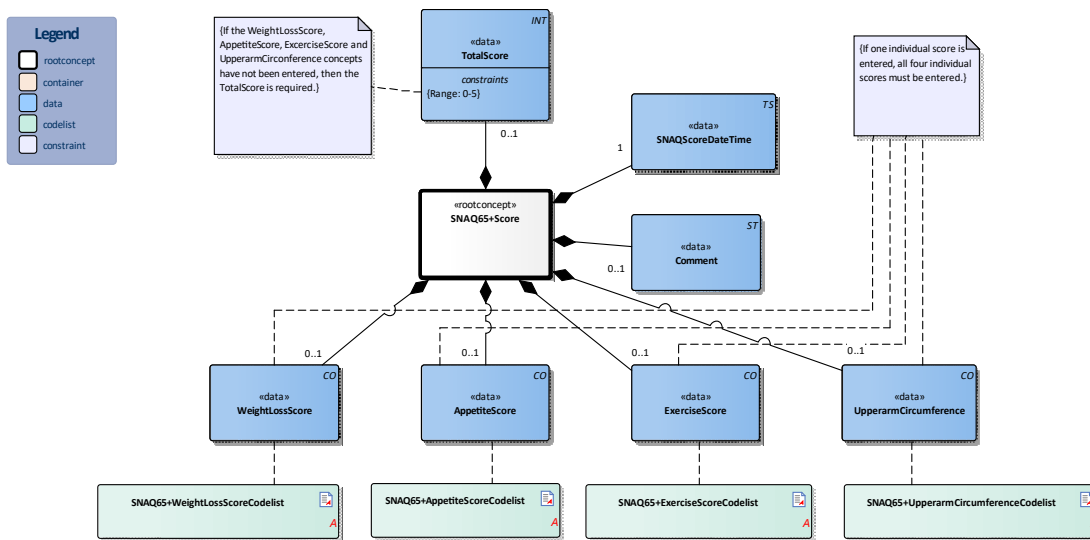 Legend
rootconcept
container
data
codelist
constraint
{If the WeightLossScore,
AppetiteScore, ExcerciseScore and
UpperarmCirconference concepts
have not been entered, then the
TotalScore is required.}
INT
«data»
TotalScore
constraints
{Range: 0-5}
{If one individual score is
entered, all four individual
scores must be entered.}
0..1
TS
«data»
SNAQScoreDateTime
1
«rootconcept»
SNAQ65+Score
ST
«data»
Comment
0..1
0..1
0..1
0..1
0..1
CO
«data»
WeightLossScore
CO
«data»
AppetiteScore
CO
«data»
ExerciseScore
CO
«data»
UpperarmCircumference
SNAQ65+WeightLossScoreCodelist
A
SNAQ65+AppetiteScoreCodelist
A
SNAQ65+ExerciseScoreCodelist
A
SNAQ65+UpperarmCircumferenceCodelist
A